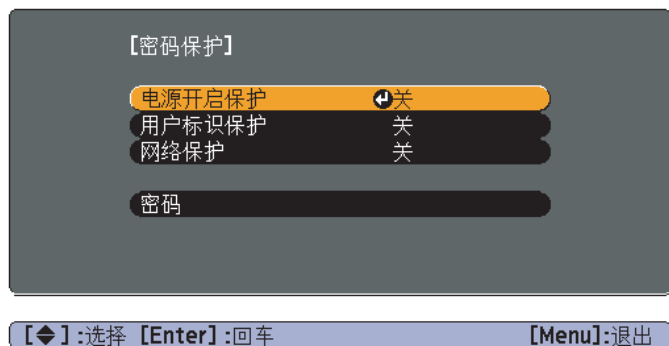 [密码保护]
电源开启保护 关
用户标识保护 关
网络保护 关
密码
[◆]:选择 [Enter]:回车 [Menu]:退出